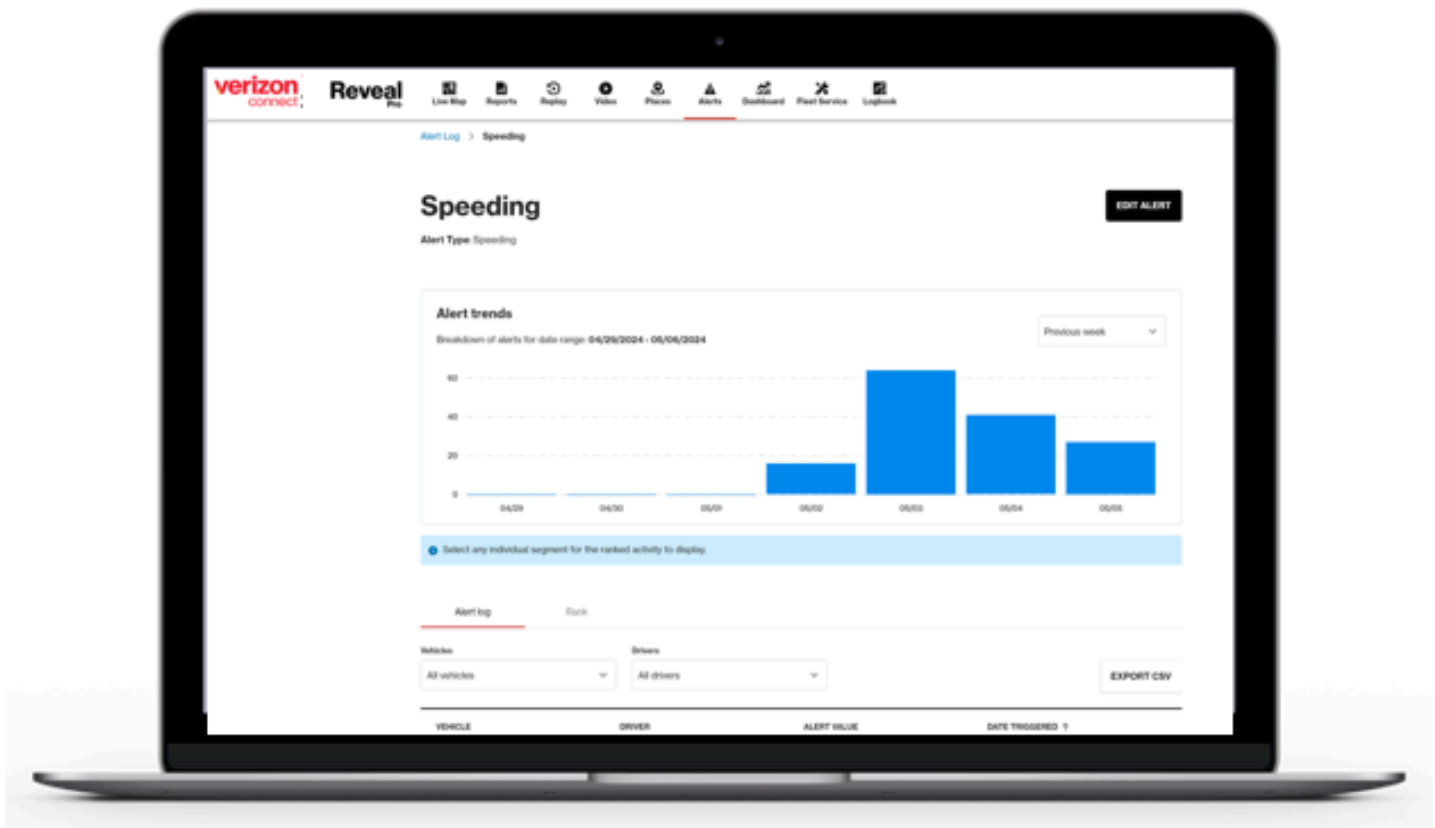 verizon
connect
Reveal
Pro
Live Map Reports Replay Video Places Alerts Dashboard Fleet Service Logbook
Alert Log > Speeding
Speeding
EDIT ALERT
Alert Type: Speeding
Alert trends
Breakdown of alerts for date range: 04/29/2024 - 05/06/2024
Previous week
60
40
20
0
04/29 04/30 05/01 05/02 05/03 05/04 05/05
Select any individual segment for the ranked activity to display.
Alert log Rank
Vehicles Drivers
All vehicles All drivers EXPORT CSV
VEHICLE DRIVER ALERT VALUE DATE TRIGGERED ↑